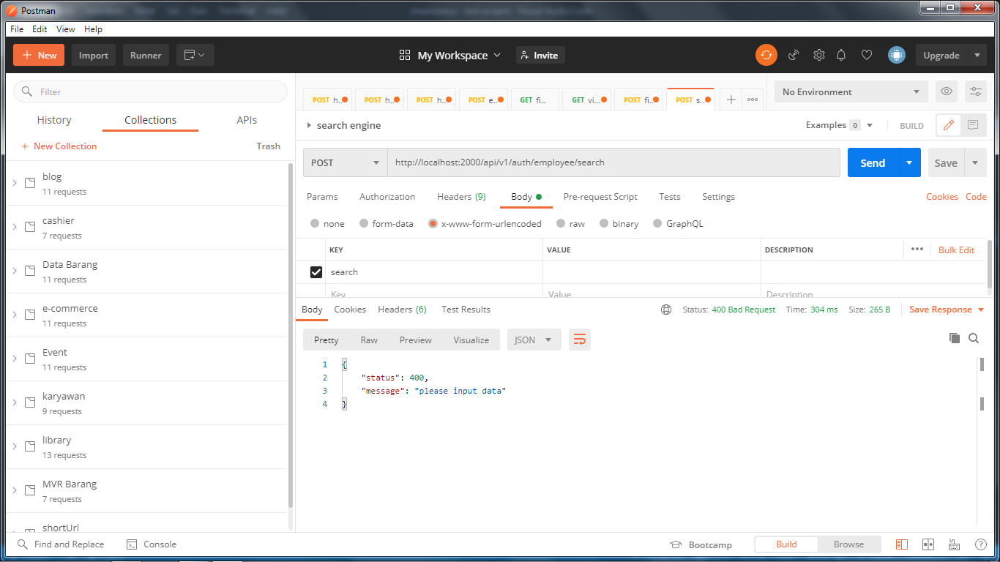 Postman
File Edit View Help
New Import Runner My Workspace Invite Upgrade
Filter
History Collections APIs
New Collection Trash
blog
11 requests
cashier
7 requests
Data Barang
11 requests
e-commerce
11 requests
Event
11 requests
karyawan
9 requests
library
13 requests
MVR Barang
7 requests
shortUrl
POST h.. POST h.. POST h.. POST e.. GET fi... GET vi... POST fi.. POST s... No Environment
search engine Examples 0 BUILD
POST http://localhost:2000/api/v1/auth/employee/search Send Save
Params Authorization Headers (9) Body Pre-request Script Tests Settings Cookies Code
none form-data x-www-form-urlencoded raw binary GraphQL
KEY VALUE DESCRIPTION Bulk Edit
search
Key Value Description
Body Cookies Headers (6) Test Results Status: 400 Bad Request Time: 304 ms Size: 265 B Save Response
Pretty Raw Preview Visualize JSON
1 {
2 "status": 400,
3 "message": "please input data"
4 }
Find and Replace Console Bootcamp Build Browse